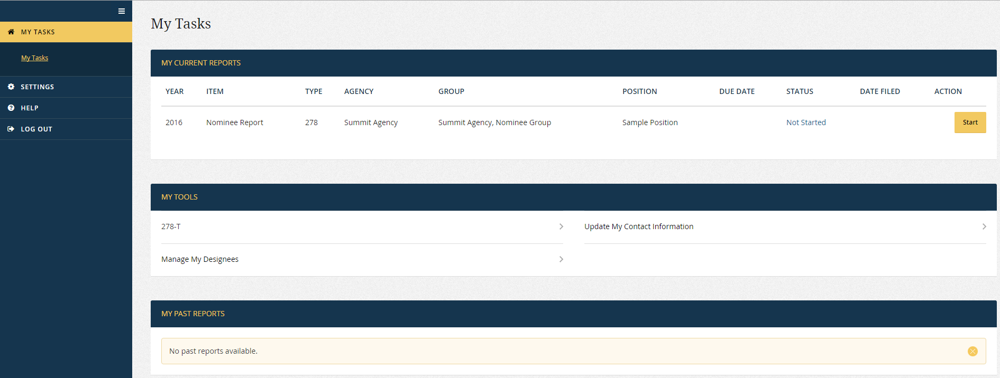 My Tasks
MY TASKS
My Tasks
SETTINGS
HELP
LOG OUT
MY CURRENT REPORTS
YEAR ITEM TYPE AGENCY GROUP POSITION DUE DATE STATUS DATE FILED ACTION
2016 Nominee Report 278 Summit Agency Summit Agency, Nominee Group Sample Position Not Started Start
MY TOOLS
278-T Update My Contact Information
Manage My Designees
MY PAST REPORTS
No past reports available.